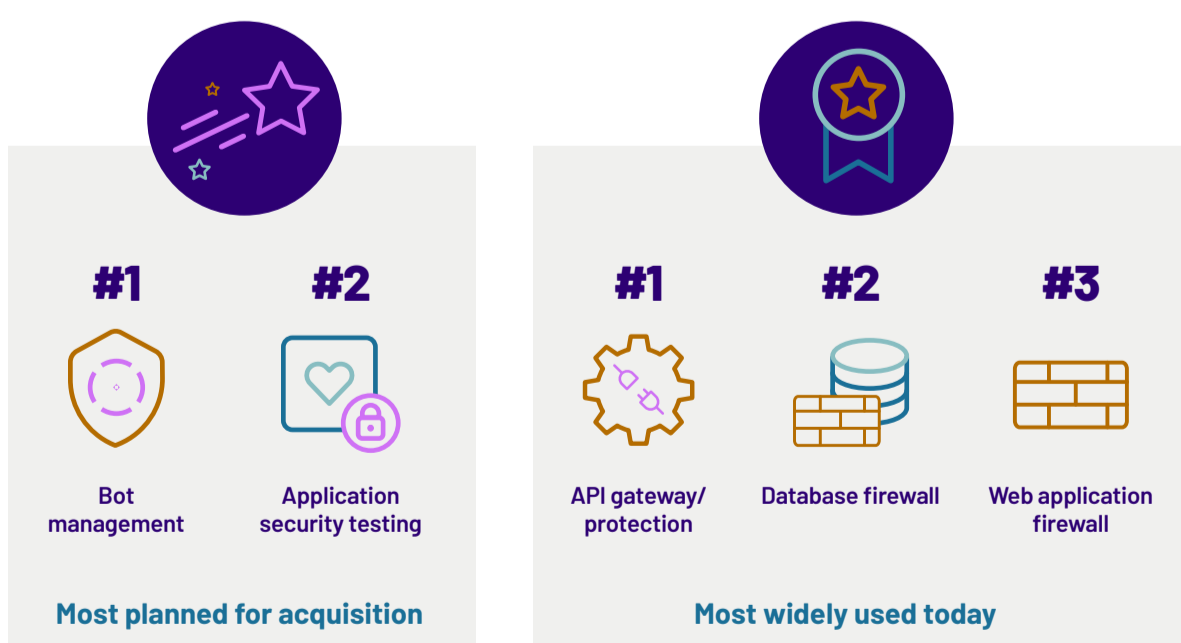 #1
Bot
management
#2
Application
security testing
Most planned for acquisition
#1
API gateway/
protection
#2
Database firewall
#3
Web application
firewall
Most widely used today